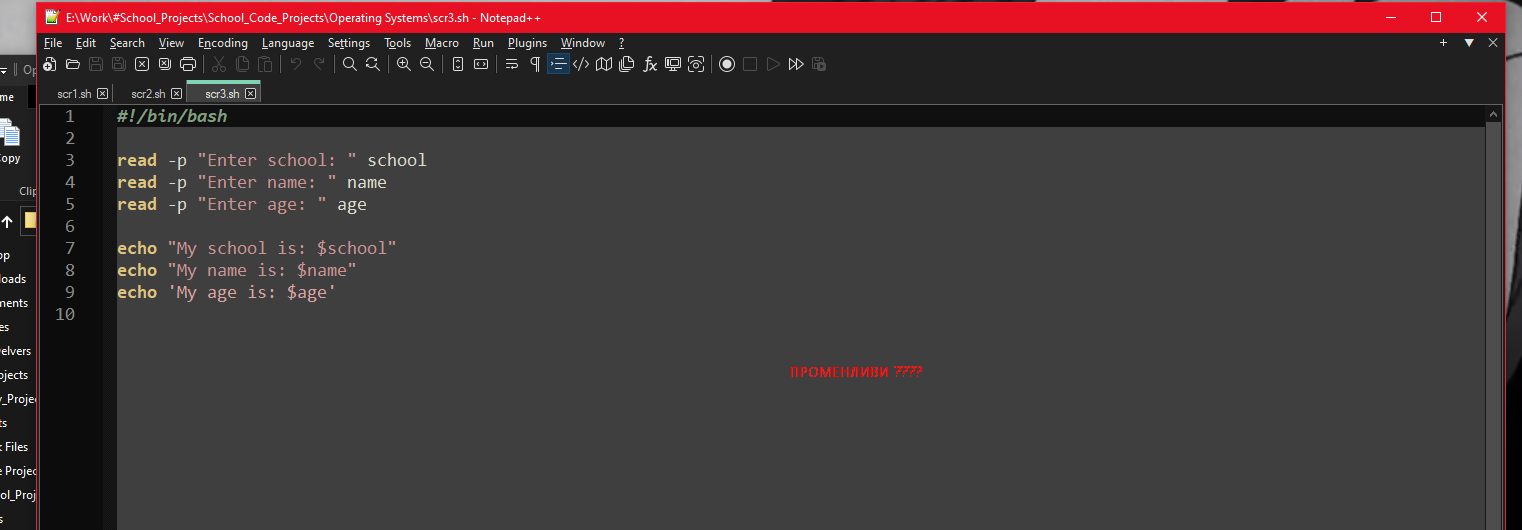 E:\Work\#School_Projects\School_Code_Projects\Operating Systems\scr3.sh - Notepad++
File Edit Search View Encoding Language Settings Tools Macro Run Plugins Window ?
scr1.sh scr2.sh scr3.sh
1 #!/bin/bash
2
3 read -p "Enter school: " school
4 read -p "Enter name: " name
5 read -p "Enter age: " age
6
7 echo "My school is: $school"
8 echo "My name is: $name"
9 echo 'My age is: $age'
10
ПРОМЕНЛИВИ ????
Op
me
opy
Clip
op
loads
ments
es
Delvers
ojects
y_Projec
ts
t Files
e Projec
ool_Proj
s